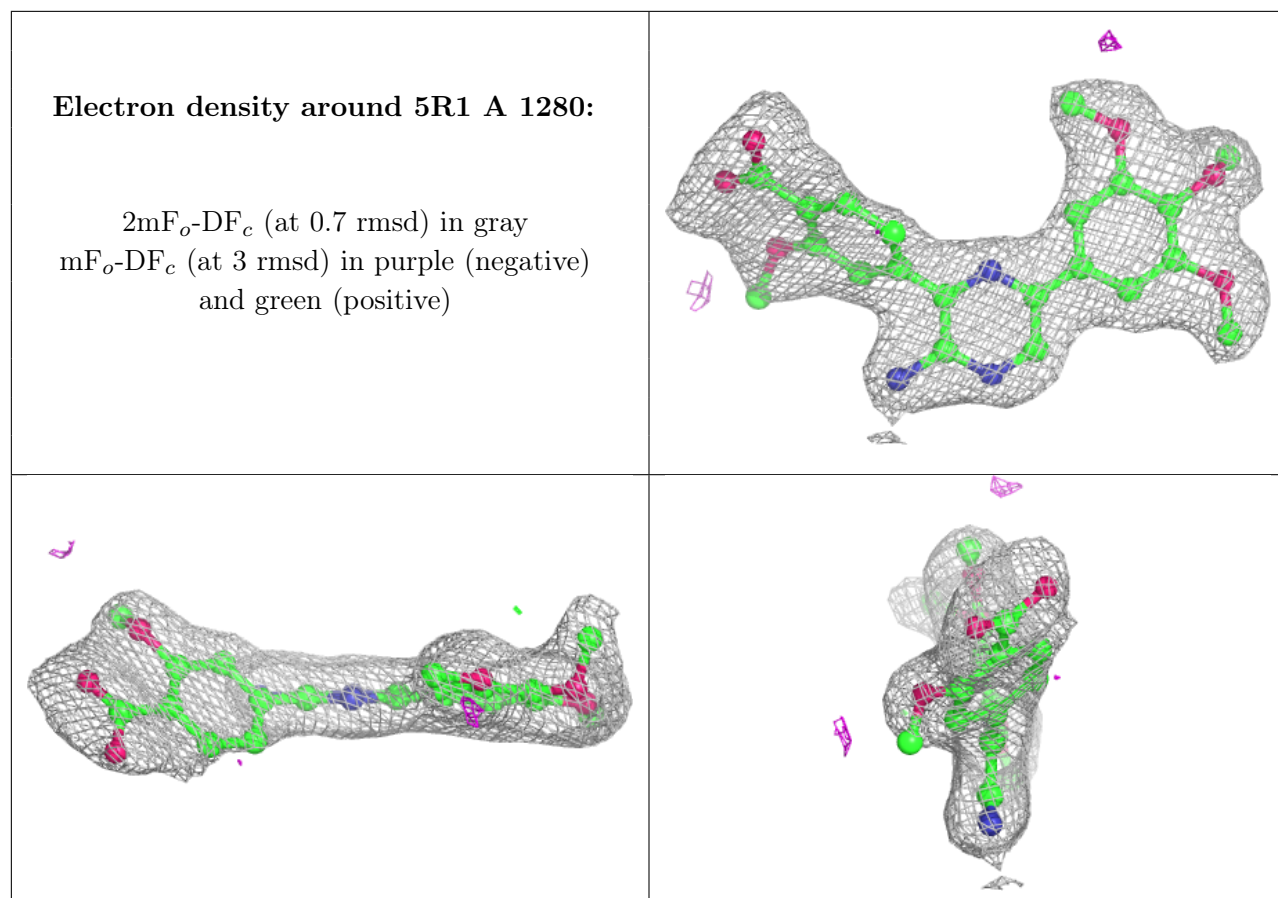 Electron density around 5R1 A 1280:
2mFo-DFc (at 0.7 rmsd) in gray
mFo-DFc (at 3 rmsd) in purple (negative)
and green (positive)